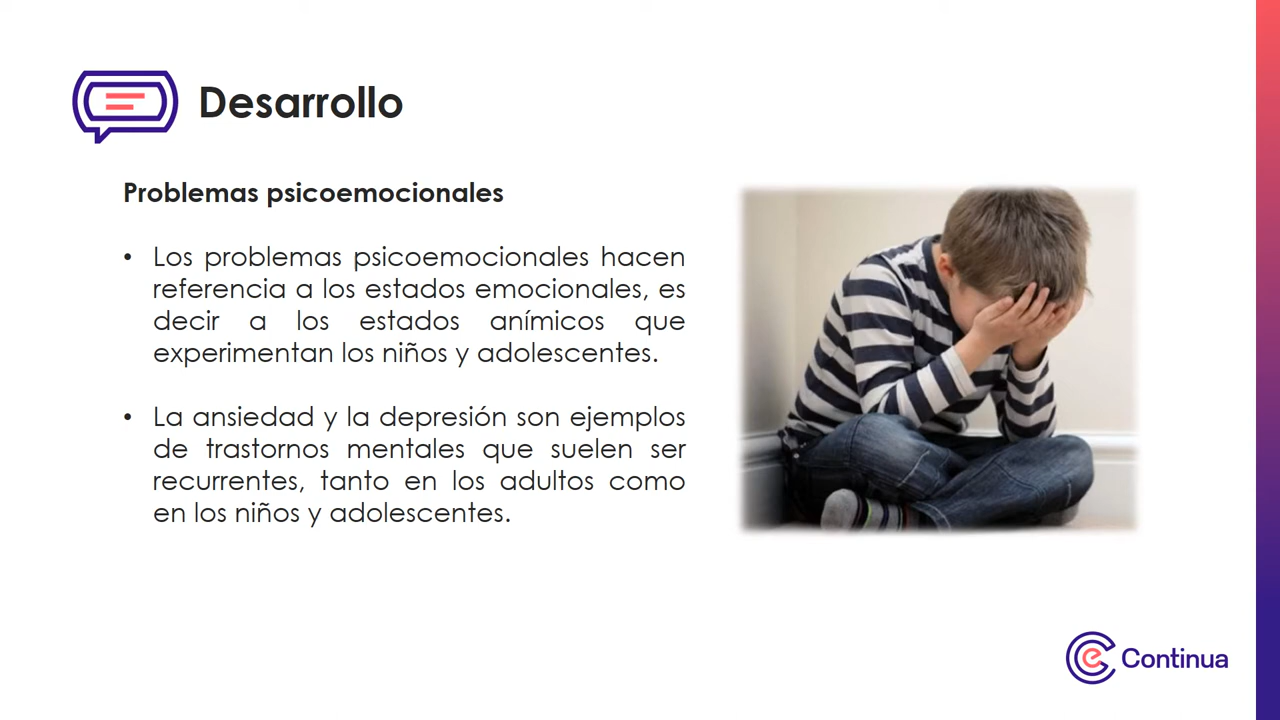 Desarrollo
Problemas psicoemocionales
• Los problemas psicoemocionales hacen
referencia a los estados emocionales, es
decir a los estados anímicos que
experimentan los niños y adolescentes.
• La ansiedad y la depresión son ejemplos
de trastornos mentales que suelen ser
recurrentes, tanto en los adultos como
en los niños y adolescentes.
e Continua